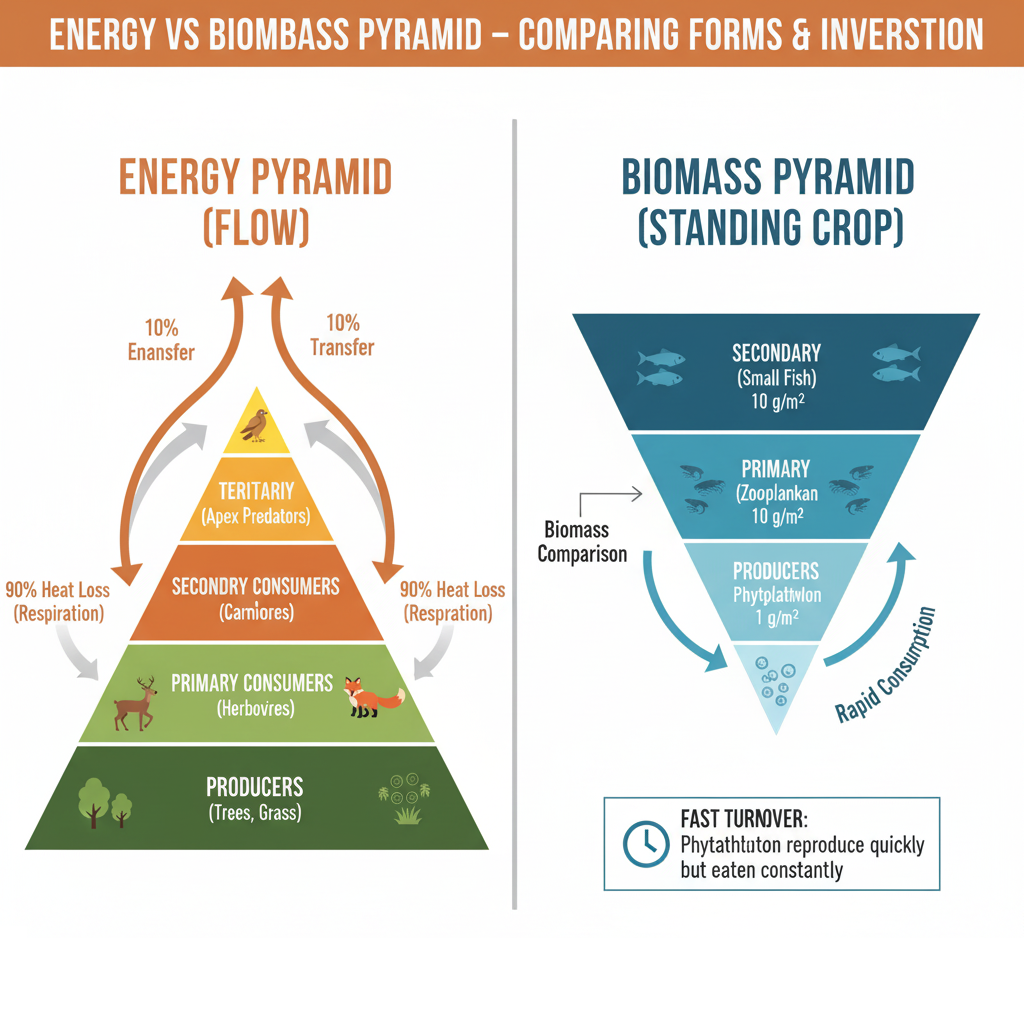 ENERGY VS BIOMBASS PYRAMID – COMPARING FORMS & INVERSTION
ENERGY PYRAMID
(FLOW)
10%
Enansfer
10%
Transfer
TERITARIY
(Apex Predators)
90% Heat Loss
(Respiration)
SECONDRY CONSUMERS
(Camlores)
90% Heat Loss
(Respration)
PRIMARY CONSUMERS
(Herbovres)
PRODUCERS
(Trees, Grass)
BIOMASS PYRAMID
(STANDING CROP)
SECONDARY
(Small Fish)
10 g/m²
PRIMARY
(Zooplankan
10 g/m²
Biomass
Comparison
PRODUCERS
1 g/m²
Rapid Consumption
FAST TURNOVER:
reproduce quickly
but eaten constantly